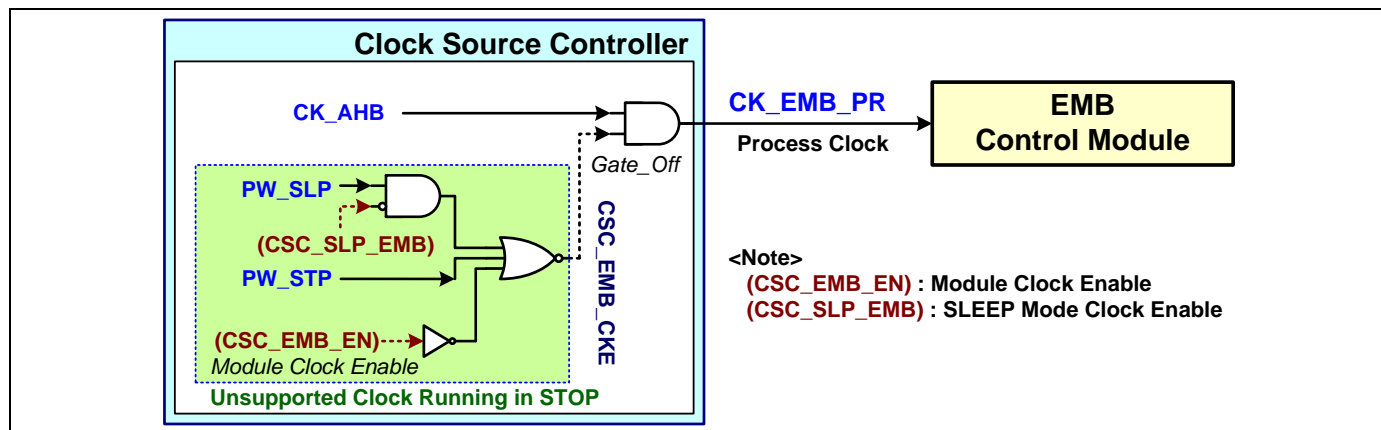 Clock Source Controller
CK_AHB
Gate_Off
CK_EMB_PR
Process Clock
EMB
Control Module
PW_SLP
(CSC_SLP_EMB)
PW_STP
(CSC_EMB_EN)
Module Clock Enable
CSC_EMB_CKE
Unsupported Clock Running in STOP
<Note>
(CSC_EMB_EN) : Module Clock Enable
(CSC_SLP_EMB) : SLEEP Mode Clock Enable